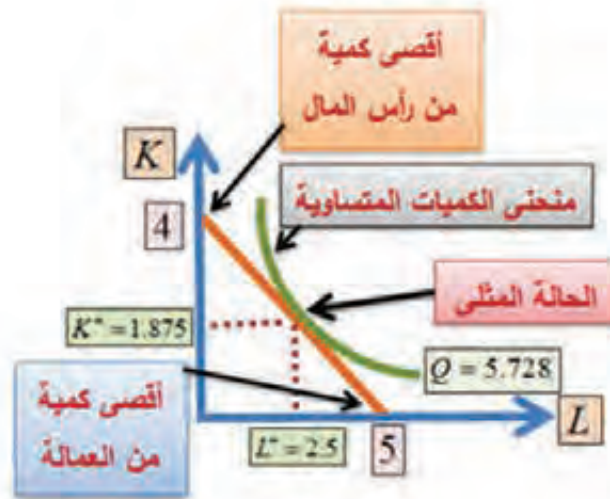 أقصى كمية
من رأس المال
K
منحنى الكميات المتساوية
4
الحالة المثلى
K* = 1.875
Q = 5.728
أقصى كمية
من العمالة
L* = 2.5
5
L